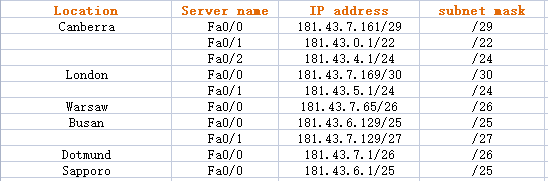 Location Server name IP address subnet mask
Canberra Fa0/0 181.43.7.161/29 /29
Fa0/1 181.43.0.1/22 /22
Fa0/2 181.43.4.1/24 /24
London Fa0/0 181.43.7.169/30 /30
Fa0/1 181.43.5.1/24 /24
Warsaw Fa0/0 181.43.7.65/26 /26
Busan Fa0/0 181.43.6.129/25 /25
Fa0/1 181.43.7.129/27 /27
Dotmund Fa0/0 181.43.7.1/26 /26
Sapporo Fa0/0 181.43.6.1/25 /25